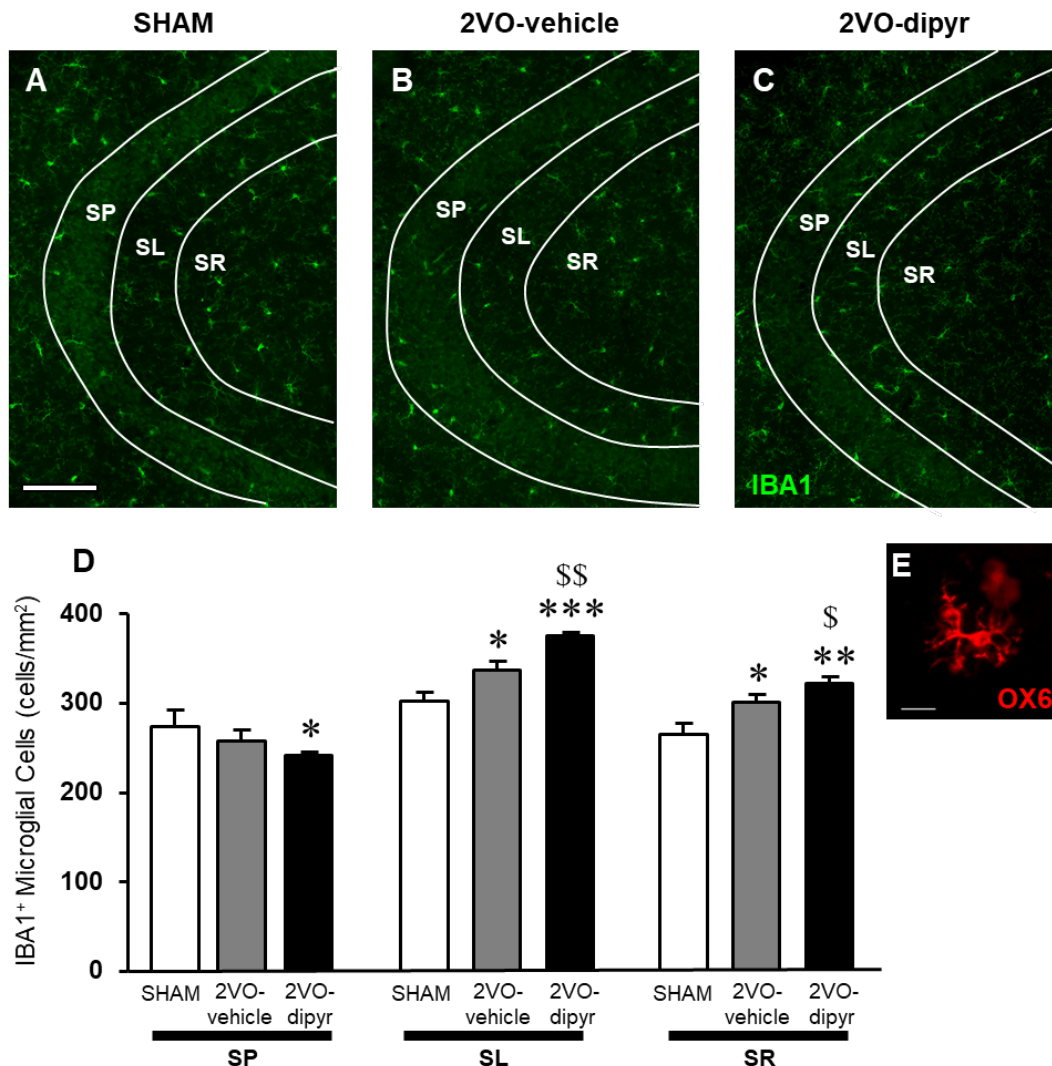 SHAM 2VO-vehicle 2VO-dipyr
A B C
SP SL SR
SP SL SR
SP SL SR
IBA1
D
IBA1⁺ Microglial Cells (cells/mm²)
400
300
200
100
0
*
*
$$
***
*
$
**
SHAM 2VO-vehicle 2VO-dipyr
SHAM 2VO-vehicle 2VO-dipyr
SHAM 2VO-vehicle 2VO-dipyr
SP SL SR
E
OX6